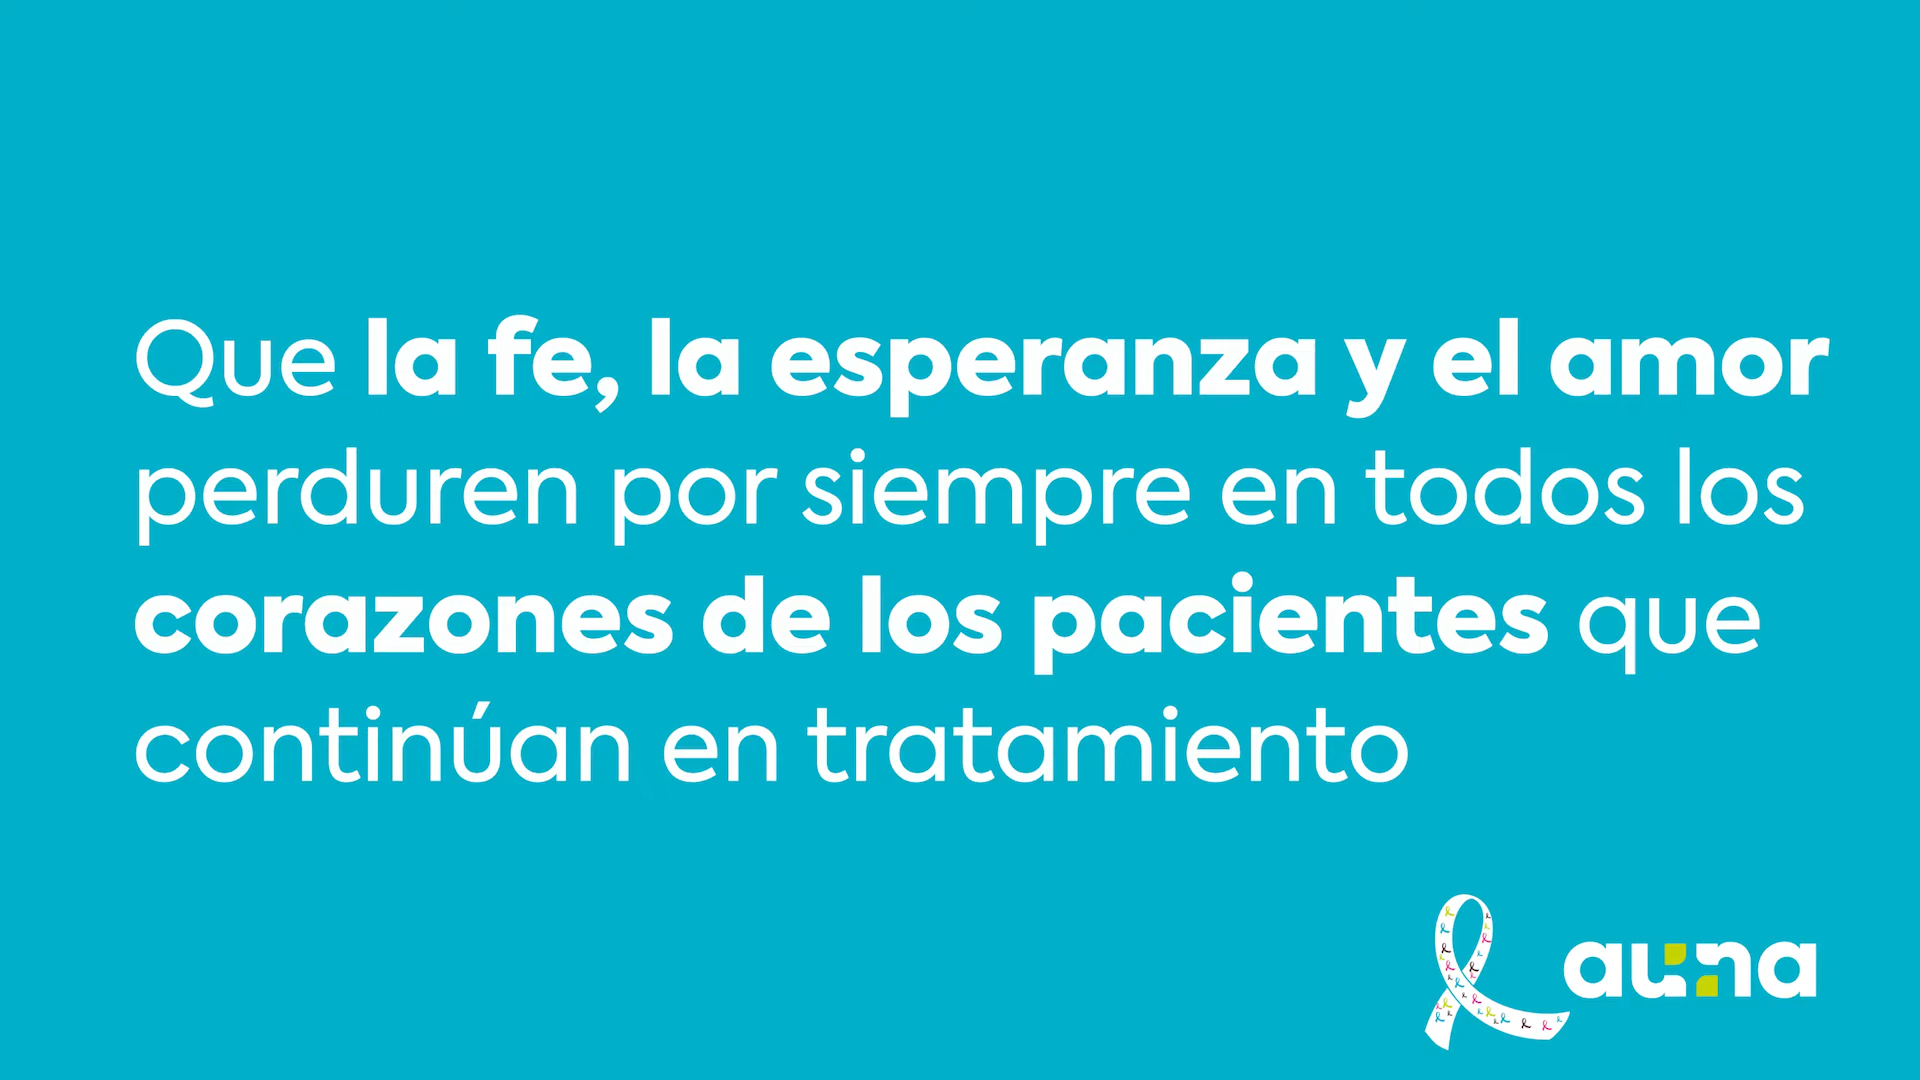 Que la fe, la esperanza y el amor
perduren por siempre en todos los
corazones de los pacientes que
continúan en tratamiento
auna